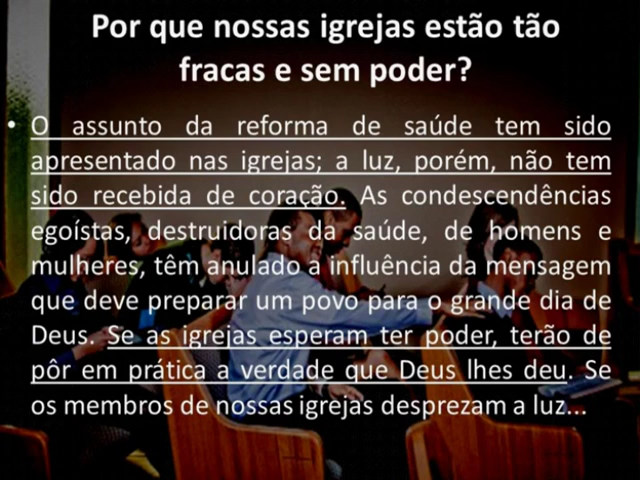 Por que nossas igrejas estão tão
fracas e sem poder?
• O assunto da reforma de saúde tem sido
apresentado nas igrejas; a luz, porém, não tem
sido recebida de coração. As condescendências
egoístas, destruidoras da saúde, de homens e
mulheres, têm anulado a influência da mensagem
que deve preparar um povo para o grande dia de
Deus. Se as igrejas esperam ter poder, terão de
pôr em prática a verdade que Deus lhes deu. Se
os membros de nossas igrejas desprezam a luz...